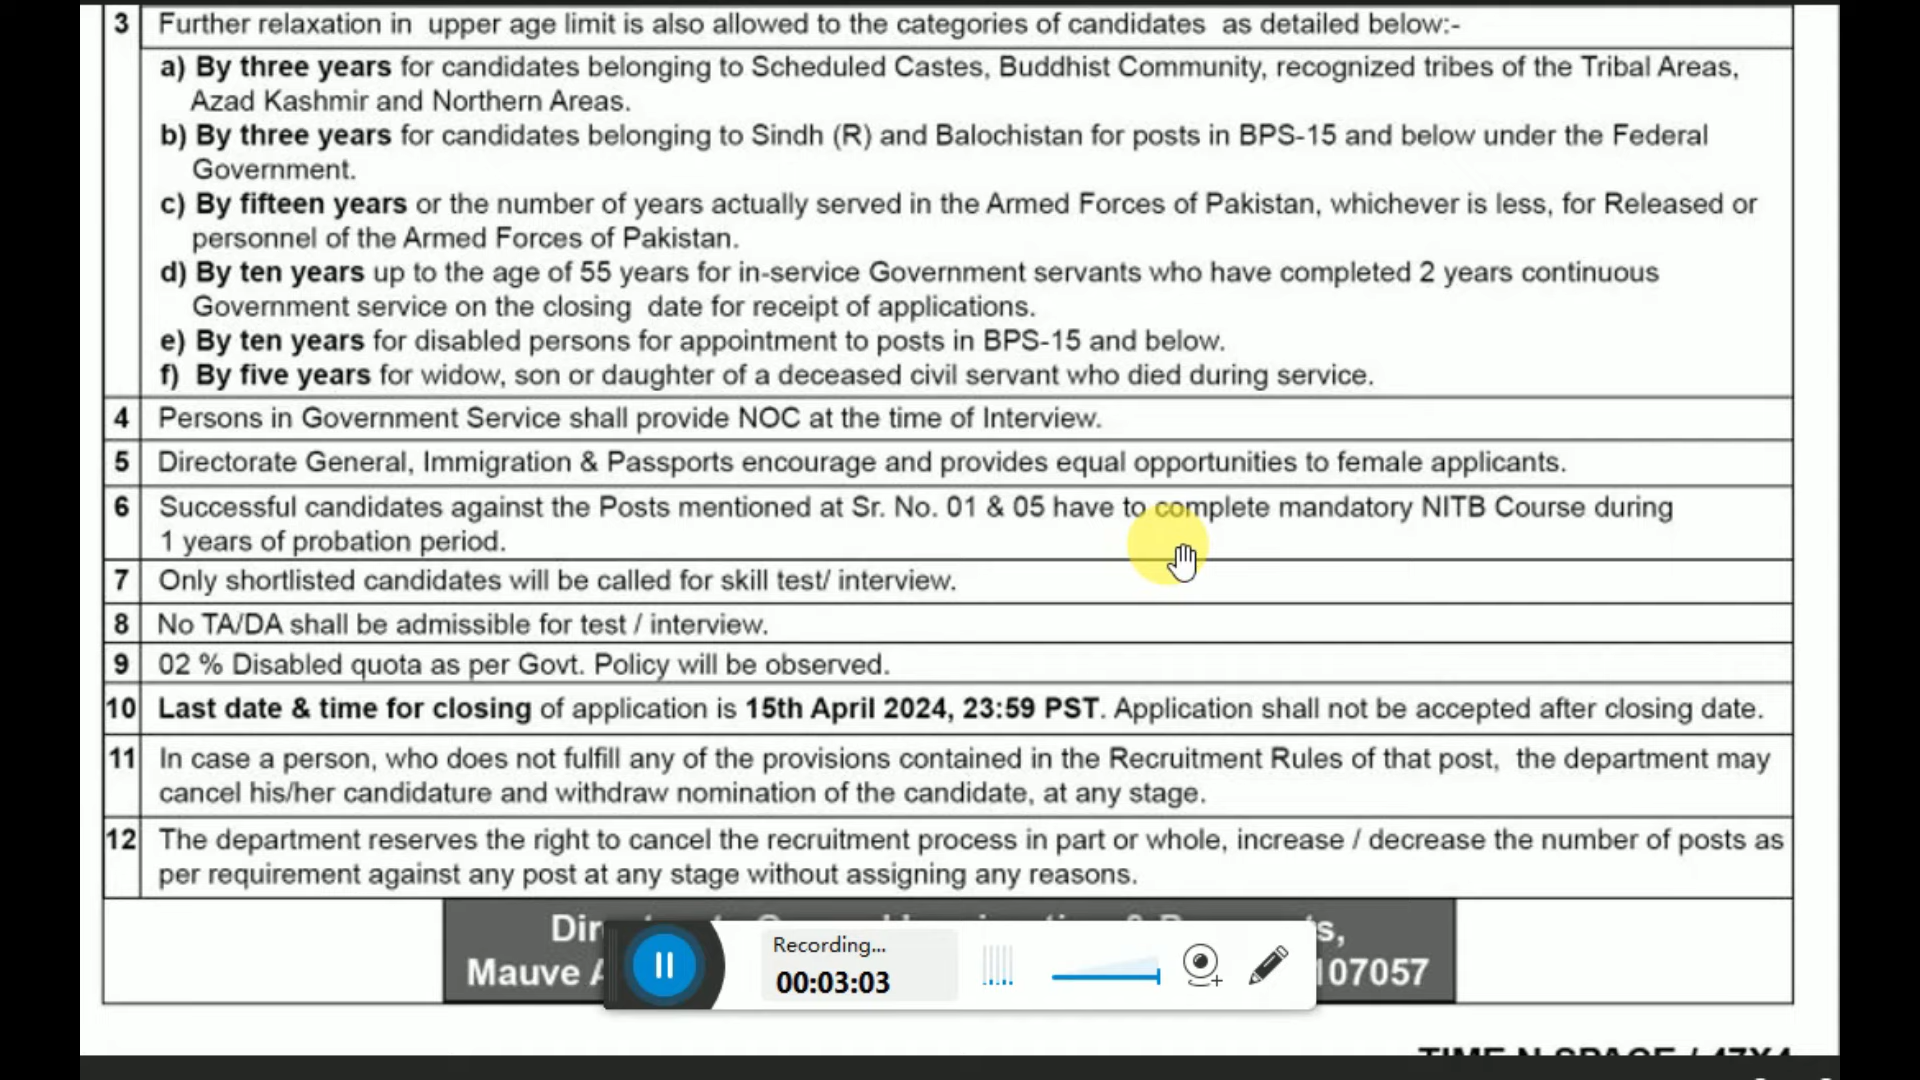 3 Further relaxation in upper age limit is also allowed to the categories of candidates as detailed below:-
a) By three years for candidates belonging to Scheduled Castes, Buddhist Community, recognized tribes of the Tribal Areas,
Azad Kashmir and Northern Areas.
b) By three years for candidates belonging to Sindh (R) and Balochistan for posts in BPS-15 and below under the Federal
Government.
c) By fifteen years or the number of years actually served in the Armed Forces of Pakistan, whichever is less, for Released or
personnel of the Armed Forces of Pakistan.
d) By ten years up to the age of 55 years for in-service Government servants who have completed 2 years continuous
Government service on the closing date for receipt of applications.
e) By ten years for disabled persons for appointment to posts in BPS-15 and below.
f) By five years for widow, son or daughter of a deceased civil servant who died during service.
4 Persons in Government Service shall provide NOC at the time of Interview.
5 Directorate General, Immigration & Passports encourage and provides equal opportunities to female applicants.
6 Successful candidates against the Posts mentioned at Sr. No. 01 & 05 have to complete mandatory NITB Course during
1 years of probation period.
7 Only shortlisted candidates will be called for skill test/ interview.
8 No TA/DA shall be admissible for test / interview.
9 02 % Disabled quota as per Govt. Policy will be observed.
10 Last date & time for closing of application is 15th April 2024, 23:59 PST. Application shall not be accepted after closing date.
11 In case a person, who does not fulfill any of the provisions contained in the Recruitment Rules of that post, the department may
cancel his/her candidature and withdraw nomination of the candidate, at any stage.
12 The department reserves the right to cancel the recruitment process in part or whole, increase / decrease the number of posts as
per requirement against any post at any stage without assigning any reasons.
Recording...
00:03:03
Mauve 107057
TIME N SPACE / 47X4